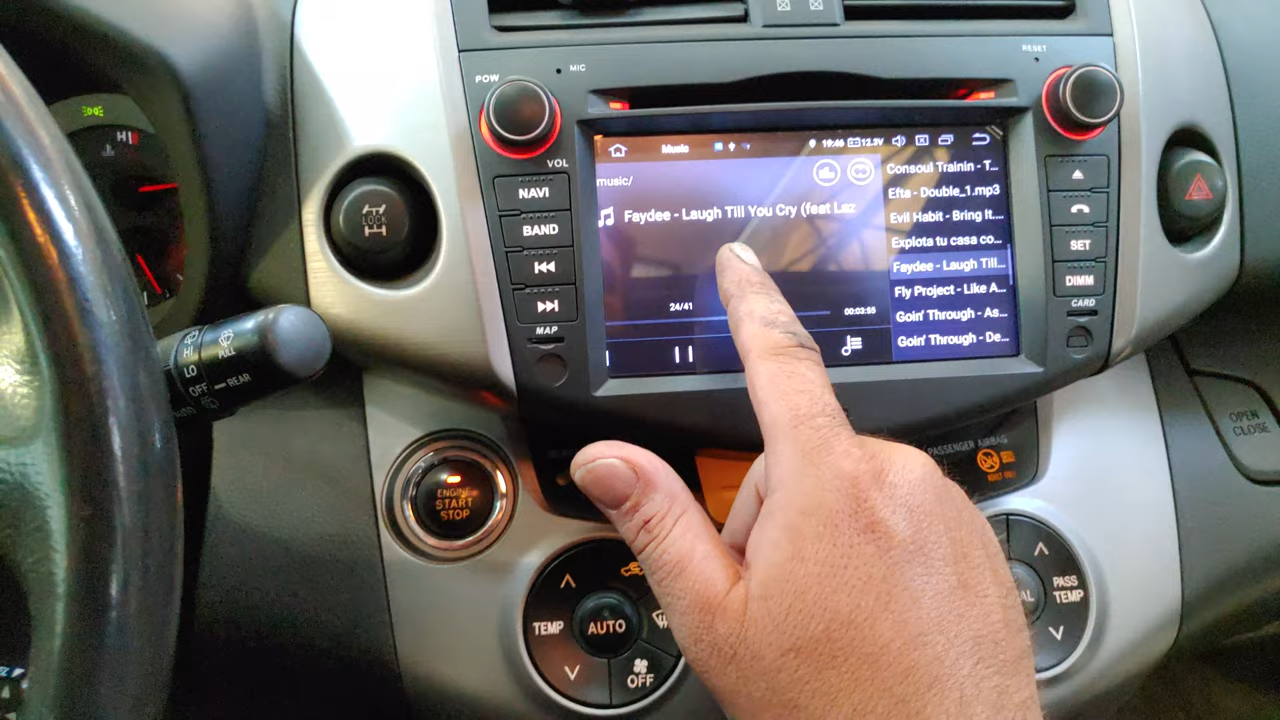 HI
LOCK
HI
PULL
LO
OFF
REAR
POW
MIC
VOL
NAVI
BAND
MAP
RESET
SET
DIMM
CARD
Music
19:46 12.3V
music/
Faydee - Laugh Till You Cry (feat Laz
24/41
00:03:55
Consoul Trainin - T...
Efta - Double_1.mp3
Evil Habit - Bring It....
Explota tu casa co...
Faydee - Laugh Till...
Fly Project - Like A...
Goin' Through - As...
Goin' Through - De...
OPEN
CLOSE
PASSENGER AIRBAG
ENGINE
START
STOP
TEMP
AUTO
OFF
PASS
TEMP